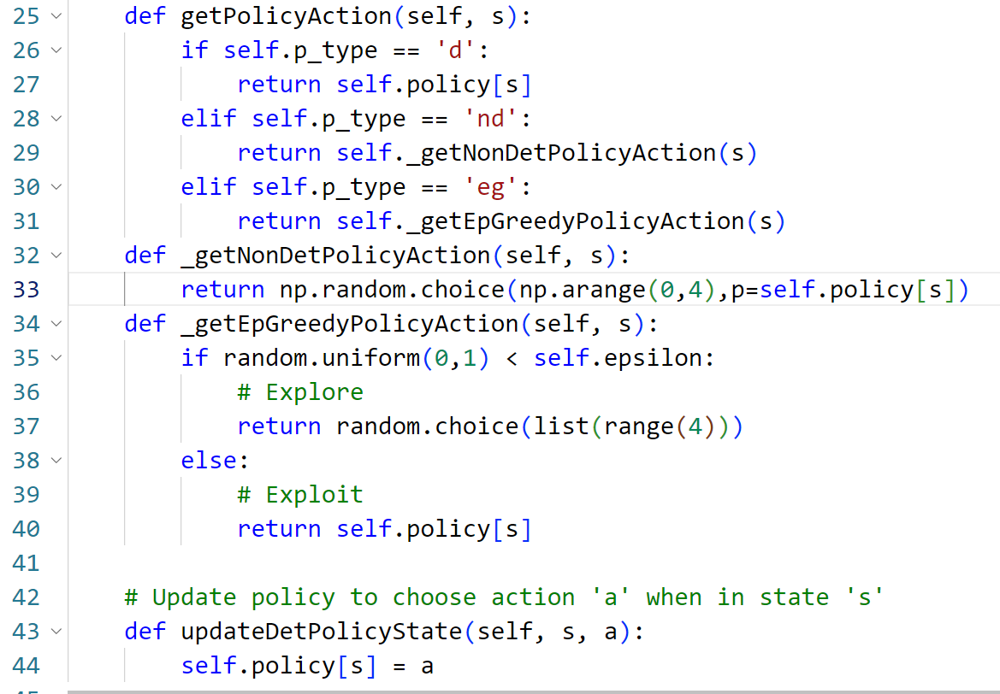 25 def getPolicyAction(self, s):
26 if self.p_type == 'd':
27 return self.policy[s]
28 elif self.p_type == 'nd':
29 return self._getNonDetPolicyAction(s)
30 elif self.p_type == 'eg':
31 return self._getEpGreedyPolicyAction(s)
32 def _getNonDetPolicyAction(self, s):
33 return np.random.choice(np.arange(0,4),p=self.policy[s])
34 def _getEpGreedyPolicyAction(self, s):
35 if random.uniform(0,1) < self.epsilon:
36 # Explore
37 return random.choice(list(range(4)))
38 else:
39 # Exploit
40 return self.policy[s]
41
42 # Update policy to choose action 'a' when in state 's'
43 def updateDetPolicyState(self, s, a):
44 self.policy[s] = a